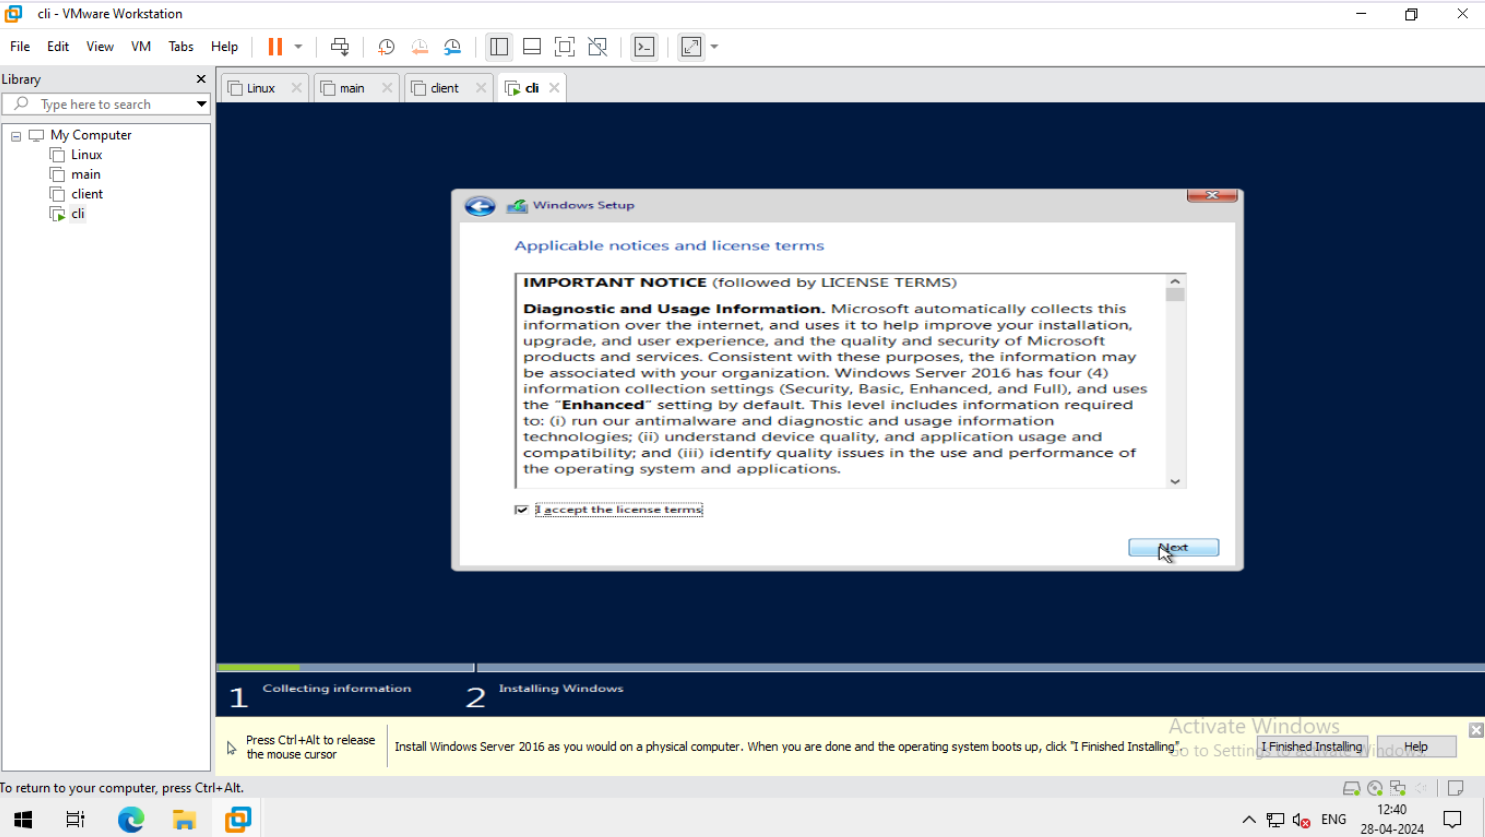 cli - VMware Workstation
File Edit View VM Tabs Help
Library
Type here to search
Linux main client cli
My Computer
Linux
main
client
cli
Windows Setup
Applicable notices and license terms
IMPORTANT NOTICE (followed by LICENSE TERMS)
Diagnostic and Usage Information. Microsoft automatically collects this
information over the internet, and uses it to help improve your installation,
upgrade, and user experience, and the quality and security of Microsoft
products and services. Consistent with these purposes, the information may
be associated with your organization. Windows Server 2016 has four (4)
information collection settings (Security, Basic, Enhanced, and Full), and uses
the "Enhanced" setting by default. This level includes information required
to: (i) run our antimalware and diagnostic and usage information
technologies; (ii) understand device quality, and application usage and
compatibility; and (iii) identify quality issues in the use and performance of
the operating system and applications.
I accept the license terms
Next
1 Collecting information 2 Installing Windows
Activate Windows
Go to Settings to activate Windows.
Press Ctrl+Alt to release
the mouse cursor
Install Windows Server 2016 as you would on a physical computer. When you are done and the operating system boots up, click "I Finished Installing".
I Finished Installing Help
To return to your computer, press Ctrl+Alt.
ENG
12:40
28-04-2024